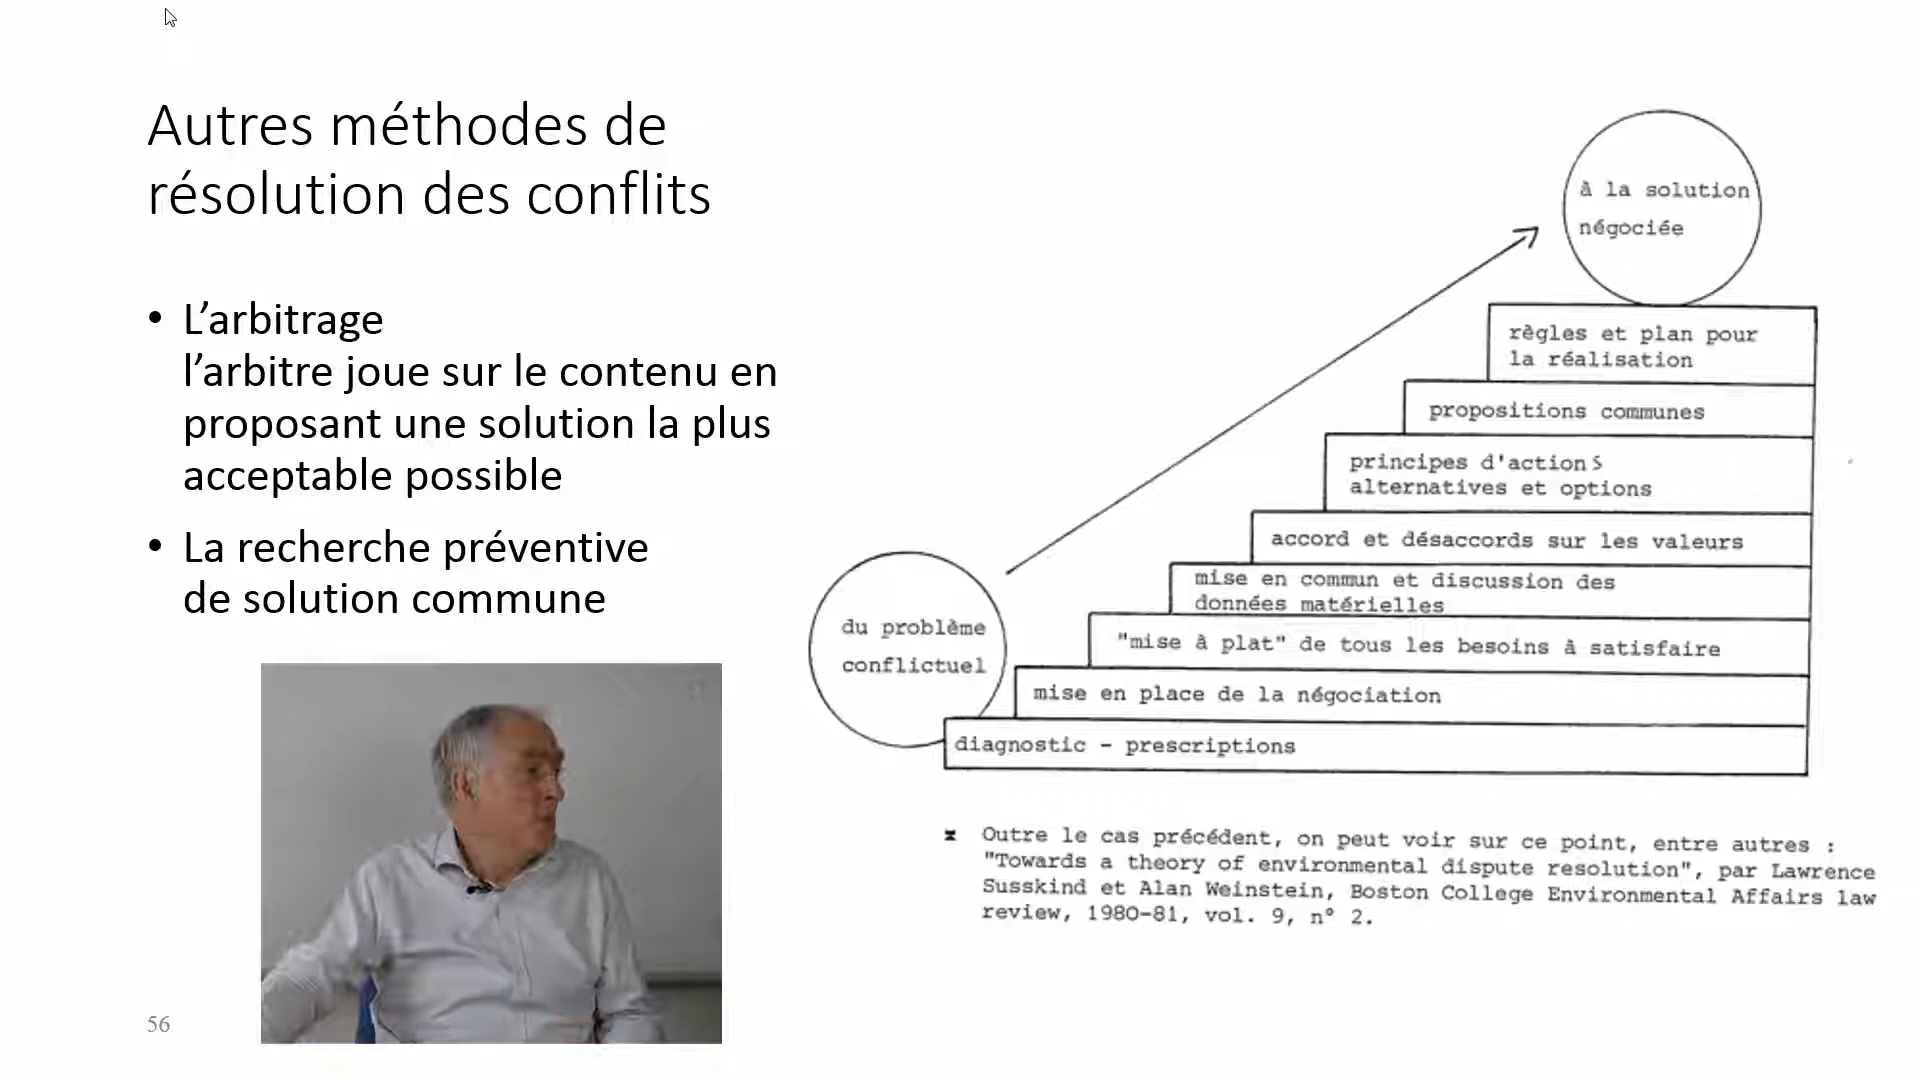 Autres méthodes de
résolution des conflits
• L’arbitrage
l’arbitre joue sur le contenu en
proposant une solution la plus
acceptable possible
• La recherche préventive
de solution commune
56
à la solution
négociée
règles et plan pour
la réalisation
propositions communes
principes d'actions
alternatives et options
accord et désaccords sur les valeurs
mise en commun et discussion des
données matérielles
"mise à plat" de tous les besoins à satisfaire
mise en place de la négociation
diagnostic - prescriptions
du problème
conflictuel
Outre le cas précédent, on peut voir sur ce point, entre autres :
"Towards a theory of environmental dispute resolution", par Lawrence
Susskind et Alan Weinstein, Boston College Environmental Affairs law
review, 1980-81, vol. 9, n° 2.